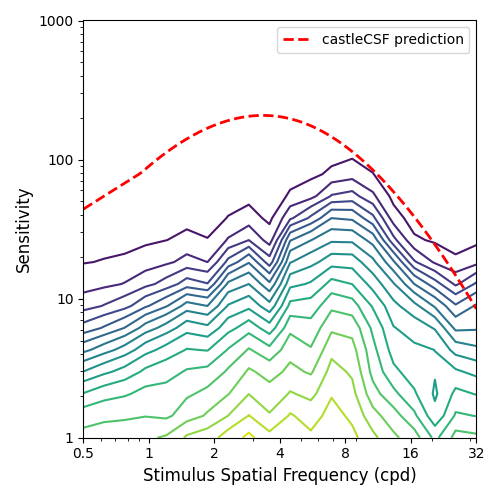 1000
castleCSF prediction
100
Sensitivity
10
1
0.5 1 2 4 8 16 32
Stimulus Spatial Frequency (cpd)